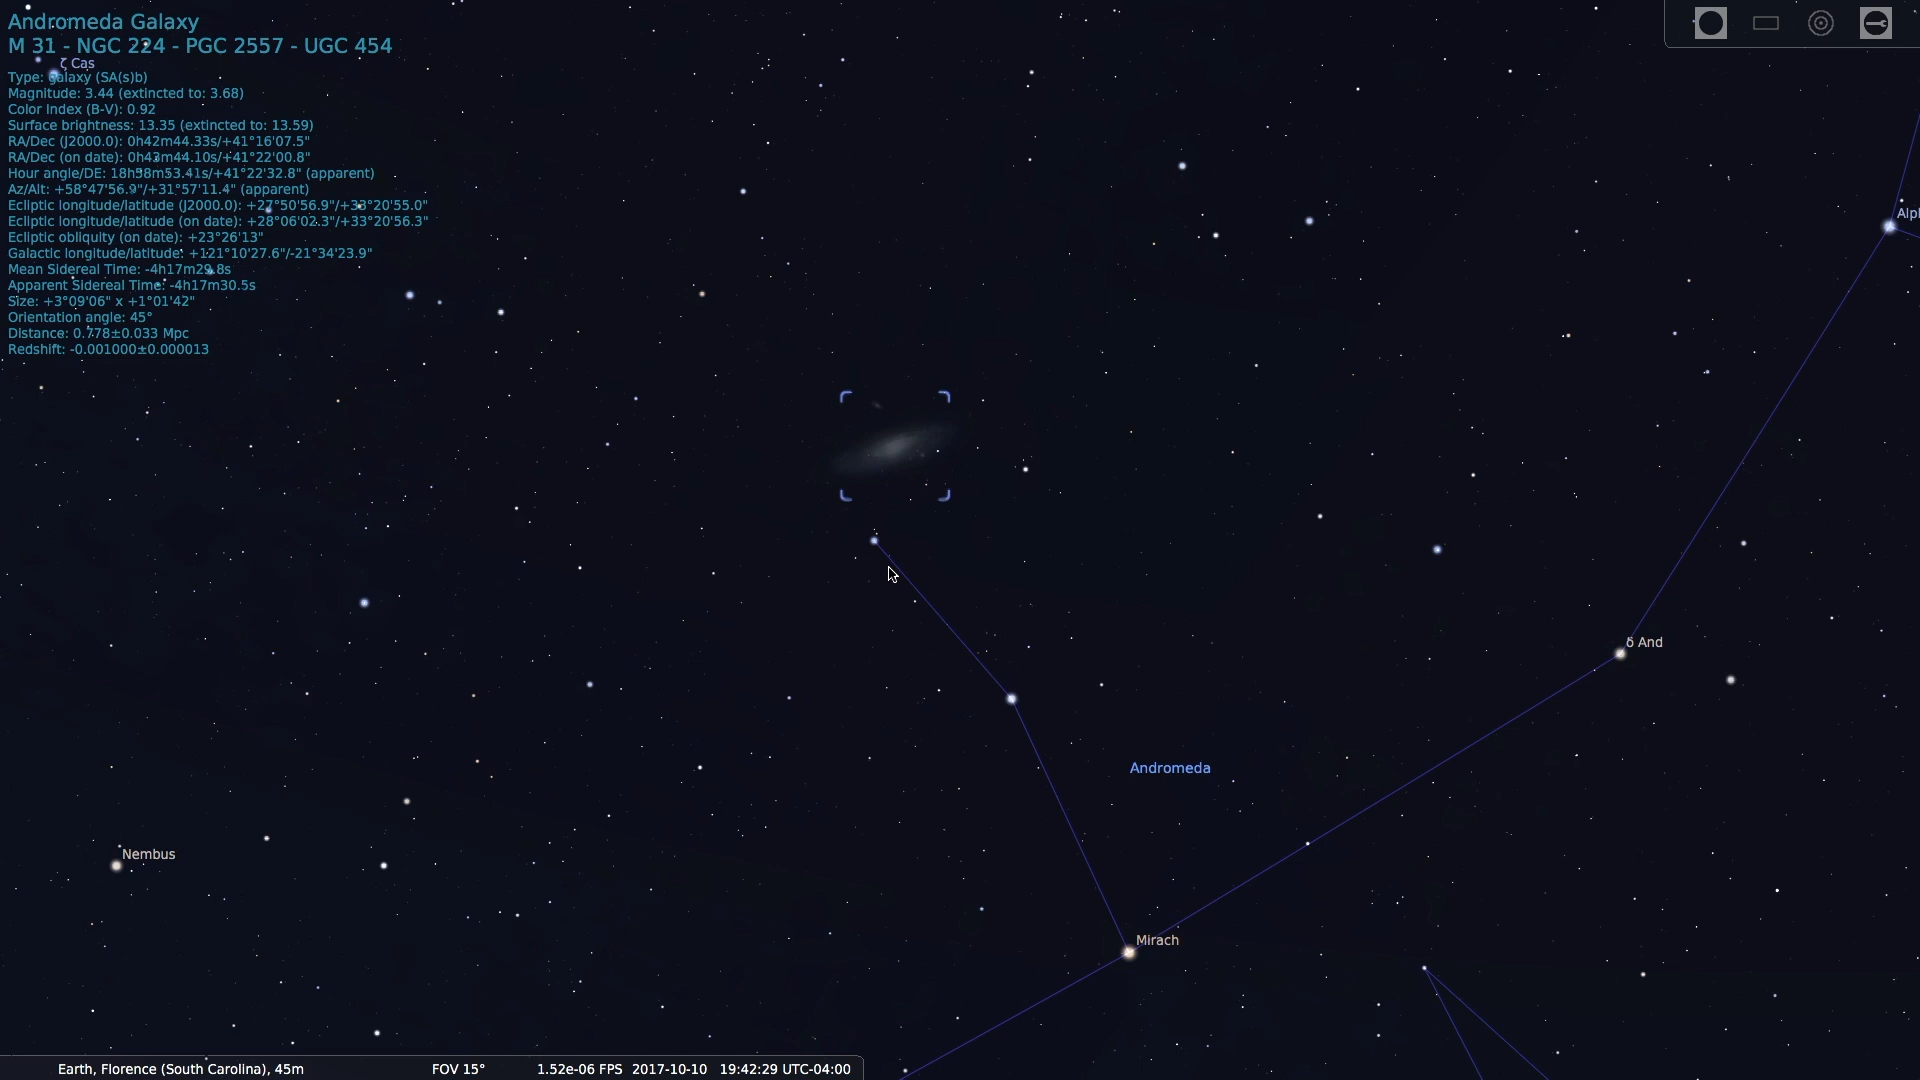 Andromeda Galaxy
M 31 - NGC 224 - PGC 2557 - UGC 454
ζ Cas
Type: galaxy (SA(s)b)
Magnitude: 3.44 (extincted to: 3.68)
Color Index (B-V): 0.92
Surface brightness: 13.35 (extincted to: 13.59)
RA/Dec (J2000.0): 0h42m44.33s/+41°16'07.5"
RA/Dec (on date): 0h43m44.10s/+41°22'00.8"
Hour angle/DE: 18h58m53.41s/+41°22'32.8" (apparent)
Az/Alt: +58°47'56.9"/+31°57'11.4" (apparent)
Ecliptic longitude/latitude (J2000.0): +27°50'56.9"/+33°20'55.0"
Ecliptic longitude/latitude (on date): +28°06'02.3"/+33°20'56.3"
Ecliptic obliquity (on date): +23°26'13"
Galactic longitude/latitude: +121°10'27.6"/-21°34'23.9"
Mean Sidereal Time: -4h17m29.8s
Apparent Sidereal Time: -4h17m30.5s
Size: +3°09'06" x +1°01'42"
Orientation angle: 45°
Distance: 0.778±0.033 Mpc
Redshift: -0.001000±0.000013
Alp
δ And
Andromeda
Nembus
Mirach
Earth, Florence (South Carolina), 45m FOV 15° 1.52e-06 FPS 2017-10-10 19:42:29 UTC-04:00